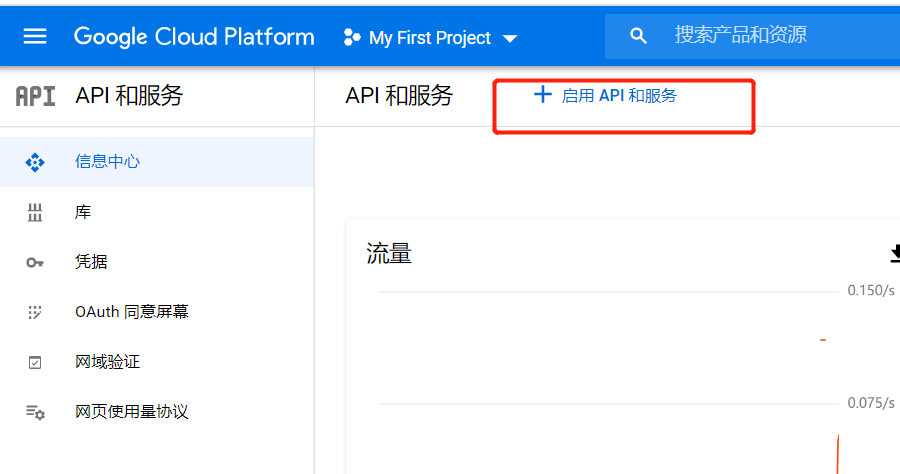 Google Cloud Platform My First Project 搜索产品和资源
API API 和服务 API 和服务 + 启用 API 和服务
信息中心
库
凭据
OAuth 同意屏幕
网域验证
网页使用量协议
流量
0.150/s
0.075/s